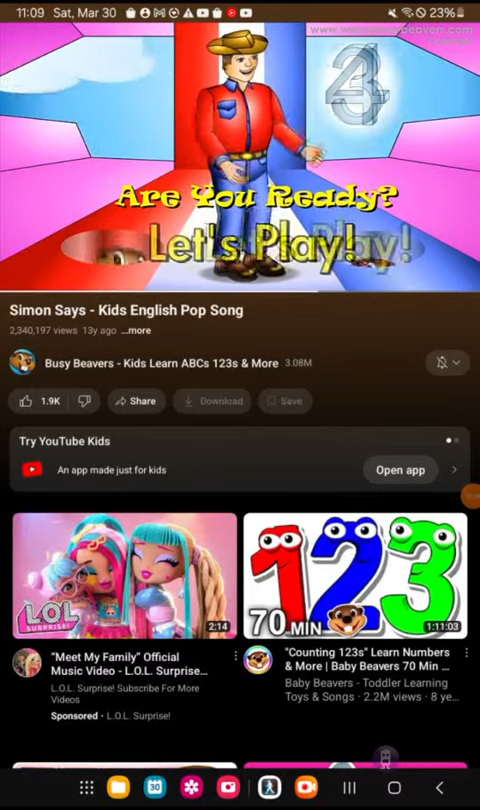 11:09 Sat, Mar 30
23%
Are You Ready?
Let's Play!
Simon Says - Kids English Pop Song
2,340,197 views 13y ago ...more
Busy Beavers - Kids Learn ABCs 123s & More 3.08M
1.9K
Share
Download
Save
Try YouTube Kids
An app made just for kids
Open app
LOL
SURPRISE!
2:14
123
70 MIN
1:11:03
"Meet My Family" Official
Music Video - L.O.L. Surprise...
L.O.L. Surprise! Subscribe For More
Videos
Sponsored · L.O.L. Surprise!
"Counting 123s" Learn Numbers
& More | Baby Beavers 70 Min ...
Baby Beavers - Toddler Learning
Toys & Songs · 2.2M views · 8 ye...
30